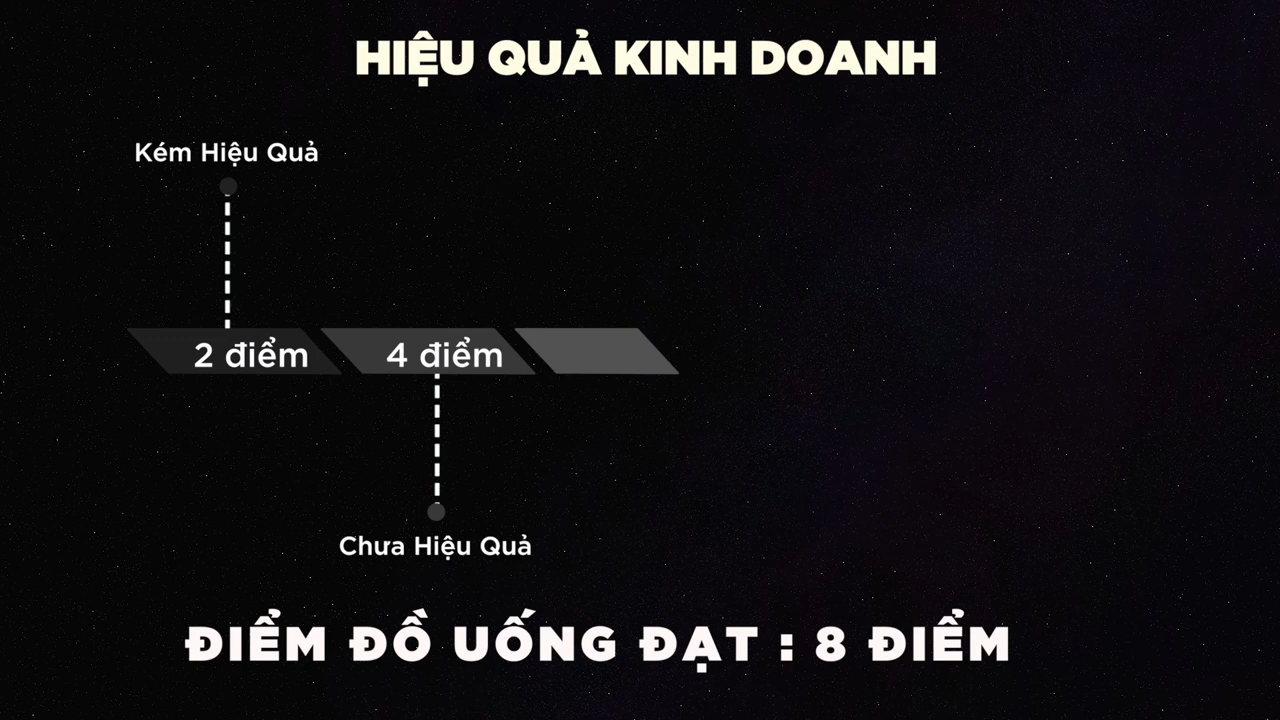 HIỆU QUẢ KINH DOANH
Kém Hiệu Quả
2 điểm
4 điểm
Chưa Hiệu Quả
ĐIỂM ĐỒ UỐNG ĐẠT : 8 ĐIỂM